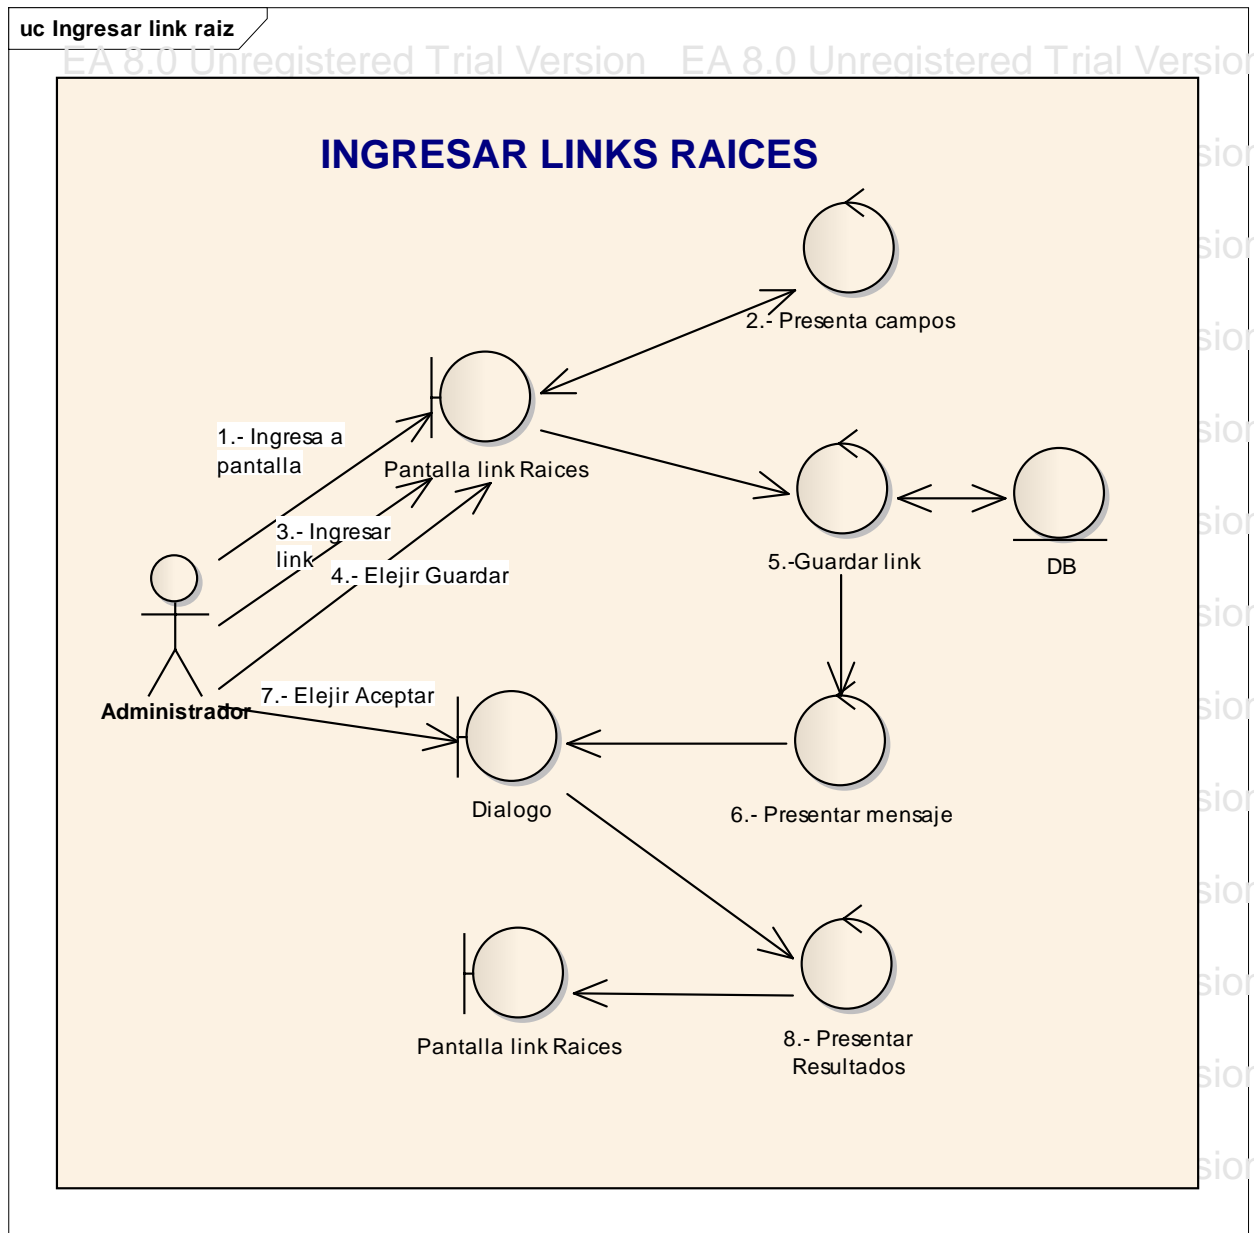 uc Ingresar link raiz
EA 8.0 Unregistered Trial Version EA 8.0 Unregistered Trial Version
INGRESAR LINKS RAICES
2.- Presenta campos
1.- Ingresa a
pantalla
Pantalla link Raices
3.- Ingresar
link
4.- Elejir Guardar
5.-Guardar link
DB
7.- Elejir Aceptar
Administrador
Dialogo
6.- Presentar mensaje
Pantalla link Raices
8.- Presentar
Resultados